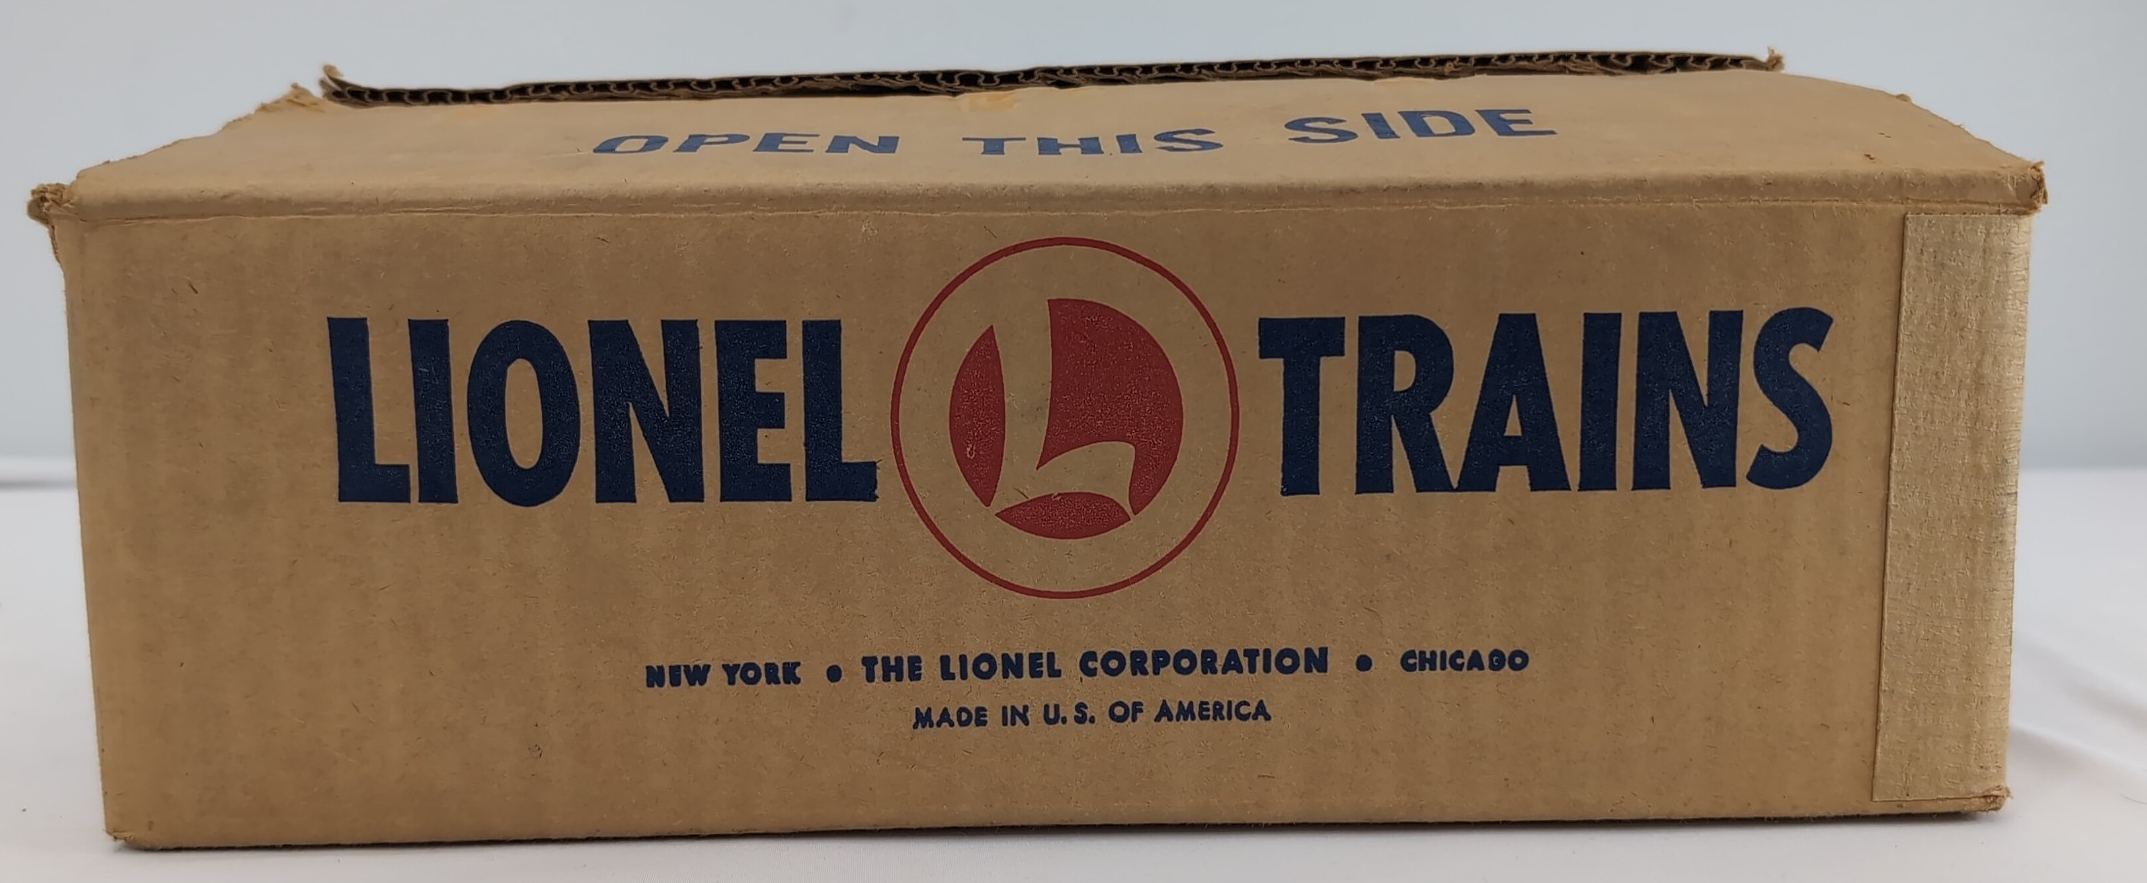 OPEN THIS SIDE
LIONEL L TRAINS
NEW YORK • THE LIONEL CORPORATION • CHICAGO
MADE IN U. S. OF AMERICA